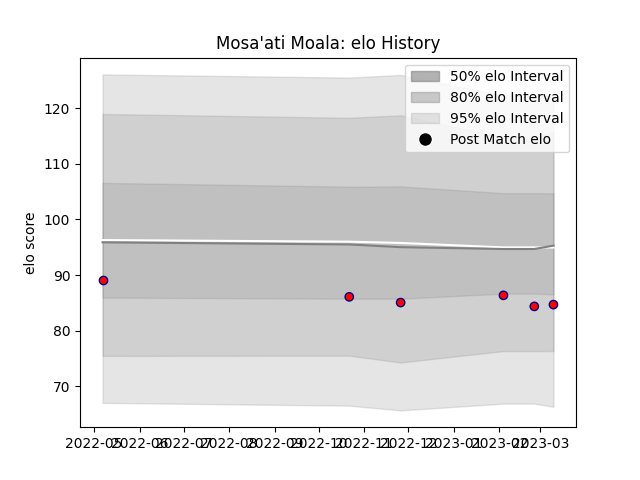 Mosa'ati Moala: elo History
50% elo Interval
80% elo Interval
95% elo Interval
Post Match elo
elo score
120
110
100
90
80
70
2022-05 2022-06 2022-07 2022-08 2022-09 2022-10 2022-11 2022-12 2023-01 2023-02 2023-03